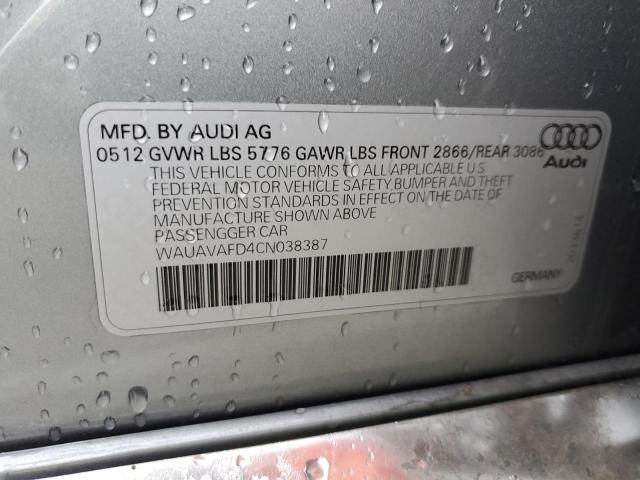 MFD. BY AUDI AG
0512 GVWR LBS 5776 GAWR LBS FRONT 2866/REAR 3086
THIS VEHICLE CONFORMS TO ALL APPLICABLE U S
FEDERAL MOTOR VEHICLE SAFETY,BUMPER AND THEFT
PREVENTION STANDARDS IN EFFECT ON THE DATE OF
MANUFACTURE SHOWN ABOVE
PASSENGGER CAR
WAUAVAFD4CN038387
Audi
GERMANY